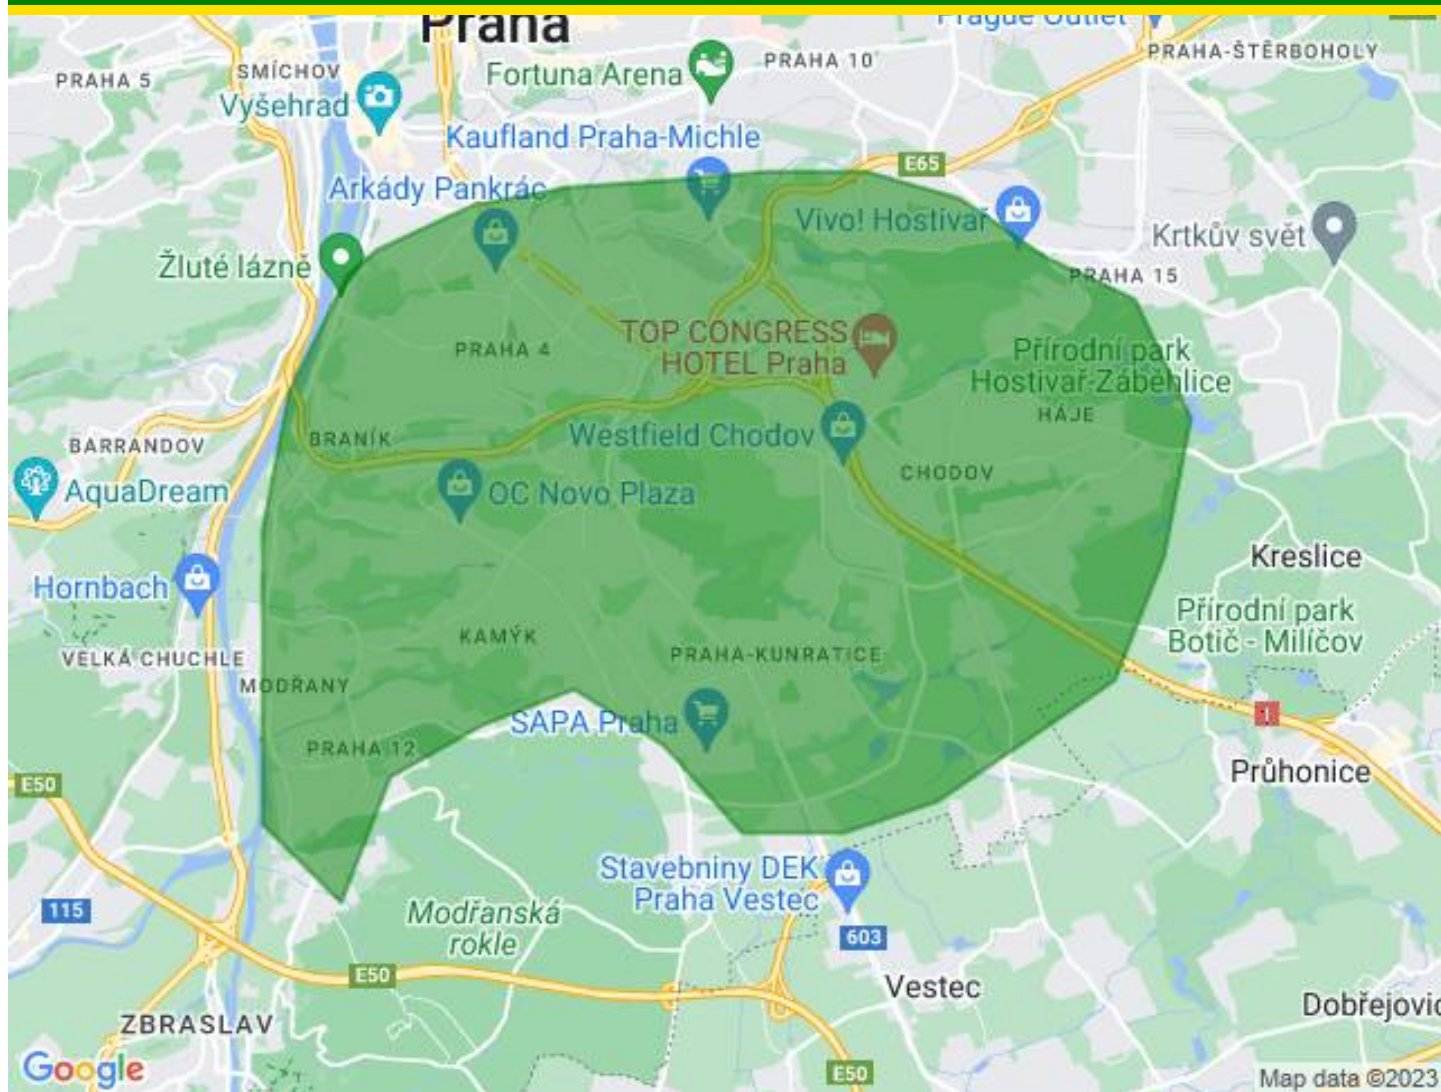 Praha
Prague Outlet
PRAHA-ŠTĚRBOHOLY
PRAHA 5
SMÍCHOV
Fortuna Arena
PRAHA 10
Vyšehrad
Kaufland Praha-Michle
E65
Arkády Pankrác
Vivo! Hostivař
Krtkův svět
Žluté lázně
PRAHA 15
TOP CONGRESS
HOTEL Praha
PRAHA 4
Přírodní park
Hostivař-Záběhlice
HÁJE
BRANÍK
Westfield Chodov
BARRANDOV
CHODOV
AquaDream
OC Novo Plaza
Kreslice
Hornbach
Přírodní park
Botič - Milíčov
KAMÝK
PRAHA-KUNRATICE
VELKÁ CHUCHLE
MODŘANY
SAPA Praha
1
PRAHA 12
Průhonice
E50
Stavebniny DEK
Praha Vestec
115
Modřanská
rokle
603
E50
Vestec
Dobřejovic
ZBRASLAV
Google
E50
Map data ©2023